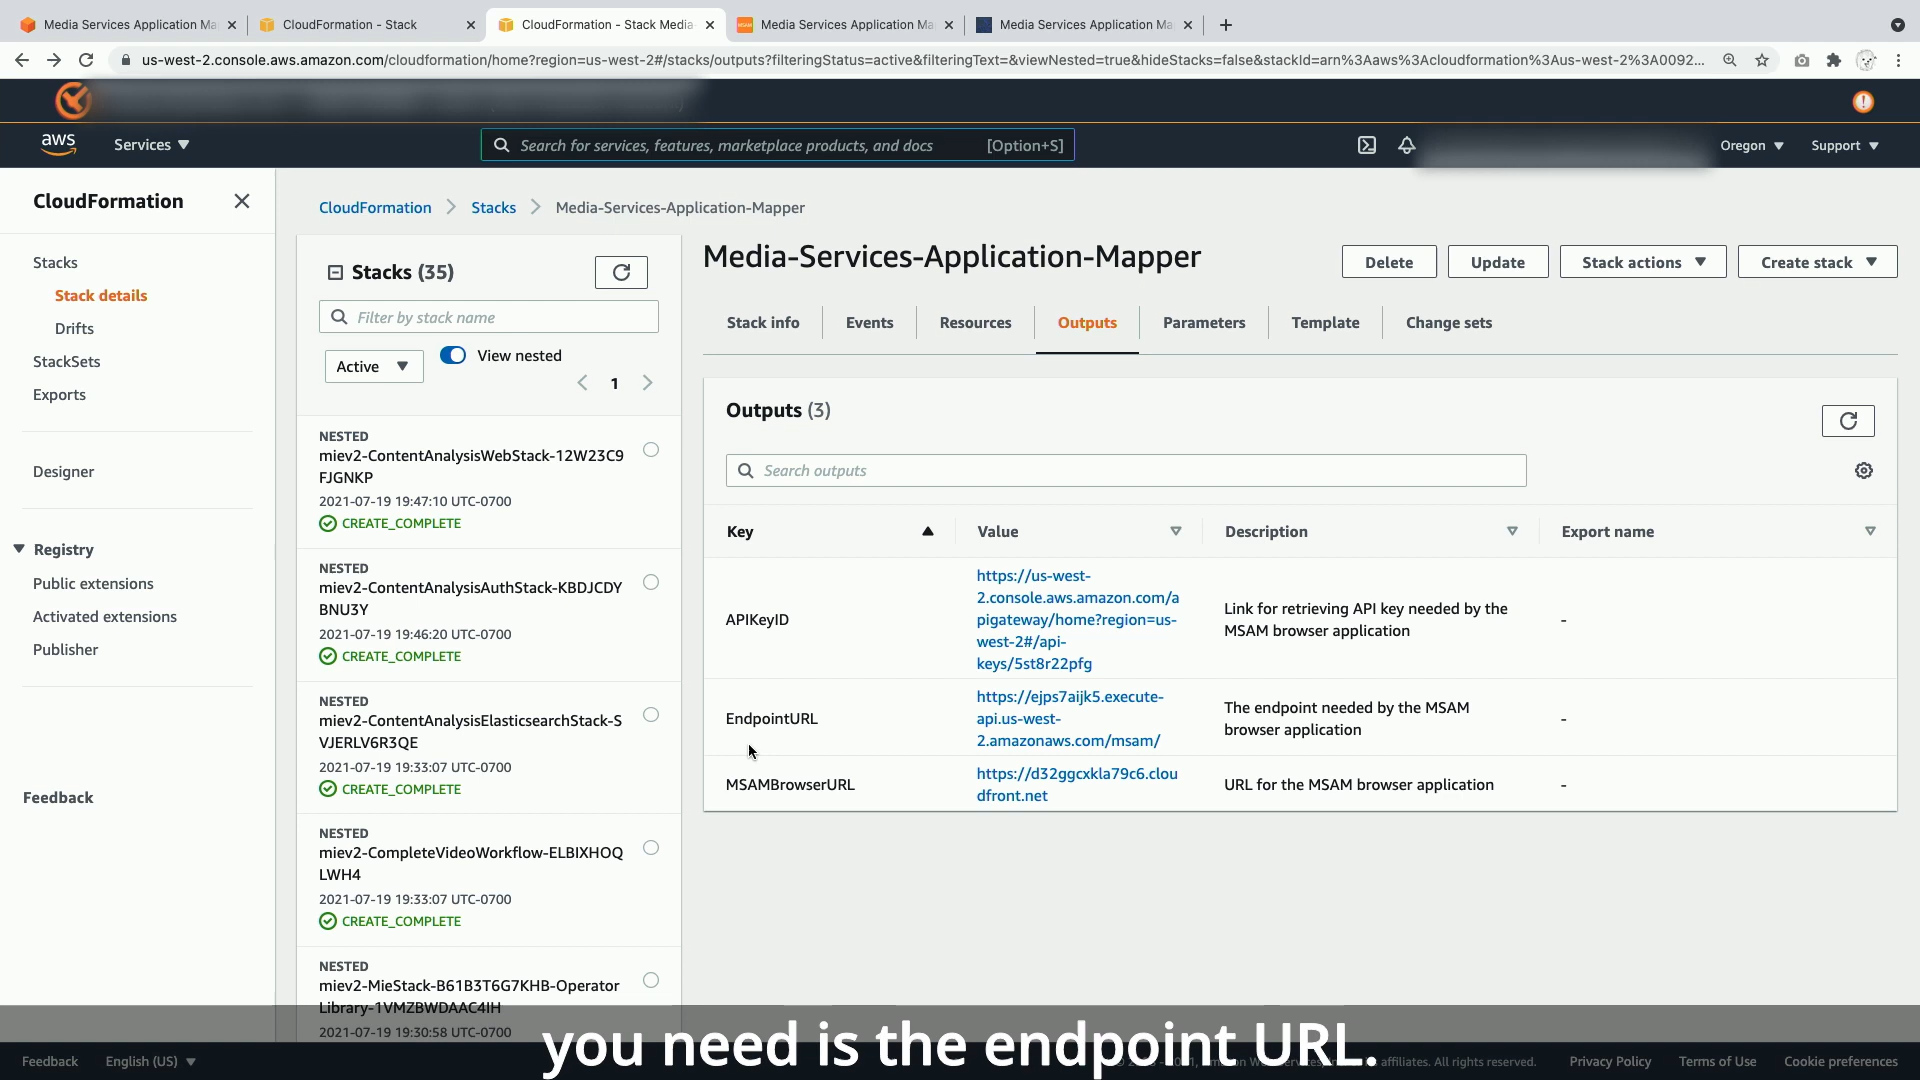 Media Services Application Ma
CloudFormation - Stack
CloudFormation - Stack Media
Media Services Application Ma
Media Services Application Ma
us-west-2.console.aws.amazon.com/cloudformation/home?region=us-west-2#/stacks/outputs?filteringStatus=active&filteringText=&viewNested=true&hideStacks=false&stackId=arn%3Aaws%3Acloudformation%3Aus-west-2%3A0092...
aws
Services
Search for services, features, marketplace products, and docs
[Option+S]
Oregon
Support
CloudFormation
Stacks
Stack details
Drifts
StackSets
Exports
Designer
Registry
Public extensions
Activated extensions
Publisher
Feedback
CloudFormation
Stacks
Media-Services-Application-Mapper
Stacks (35)
Filter by stack name
Active
View nested
1
NESTED
miev2-ContentAnalysisWebStack-12W23C9
FJGNKP
2021-07-19 19:47:10 UTC-0700
CREATE_COMPLETE
NESTED
miev2-ContentAnalysisAuthStack-KBDJCDY
BNU3Y
2021-07-19 19:46:20 UTC-0700
CREATE_COMPLETE
NESTED
miev2-ContentAnalysisElasticsearchStack-S
VJERLV6R3QE
2021-07-19 19:33:07 UTC-0700
CREATE_COMPLETE
NESTED
miev2-CompleteVideoWorkflow-ELBIXHOQ
LWH4
2021-07-19 19:33:07 UTC-0700
CREATE_COMPLETE
NESTED
miev2-MieStack-B61B3T6G7KHB-Operator
Library-1VMZBWDAAC4IH
2021-07-19 19:30:58 UTC-0700
Media-Services-Application-Mapper
Delete
Update
Stack actions
Create stack
Stack info
Events
Resources
Outputs
Parameters
Template
Change sets
Outputs (3)
Search outputs
Key
Value
Description
Export name
APIKeyID
https://us-west-
2.console.aws.amazon.com/a
pigateway/home?region=us-
west-2#/api-
keys/5st8r22pfg
Link for retrieving API key needed by the
MSAM browser application
-
EndpointURL
https://ejps7aijk5.execute-
api.us-west-
2.amazonaws.com/msam/
The endpoint needed by the MSAM
browser application
-
MSAMBrowserURL
https://d32ggcxkla79c6.clou
dfront.net
URL for the MSAM browser application
-
you need is the endpoint URL.
Feedback
English (US)
affiliates. All rights reserved.
Privacy Policy
Terms of Use
Cookie preferences